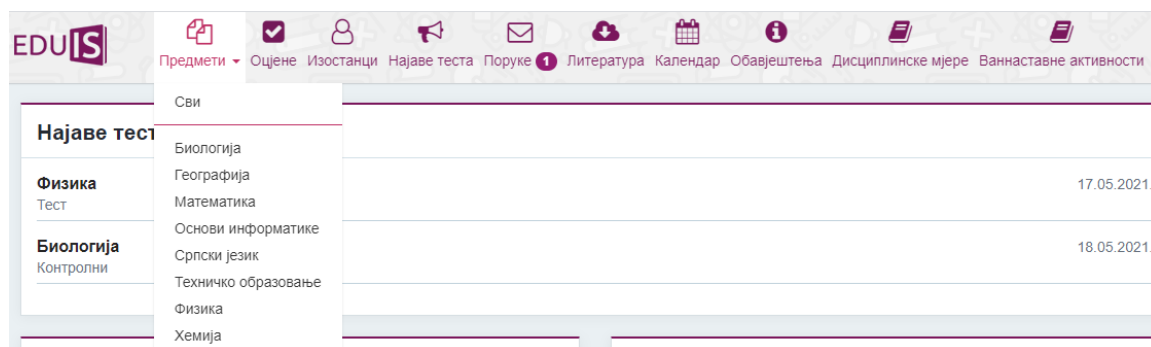 EDUIS
Предмети Оцјене Изостанци Најаве теста Поруке 1 Литература Календар Обавјештења Дисциплинске мјере Ваннаставне активности
Сви
Најаве тест
Биологија
Географија
Физика
17.05.2021.
Тест
Математика
Основи информатике
Биологија
18.05.2021.
Српски језик
Контролни
Техничко образовање
Физика
Хемија